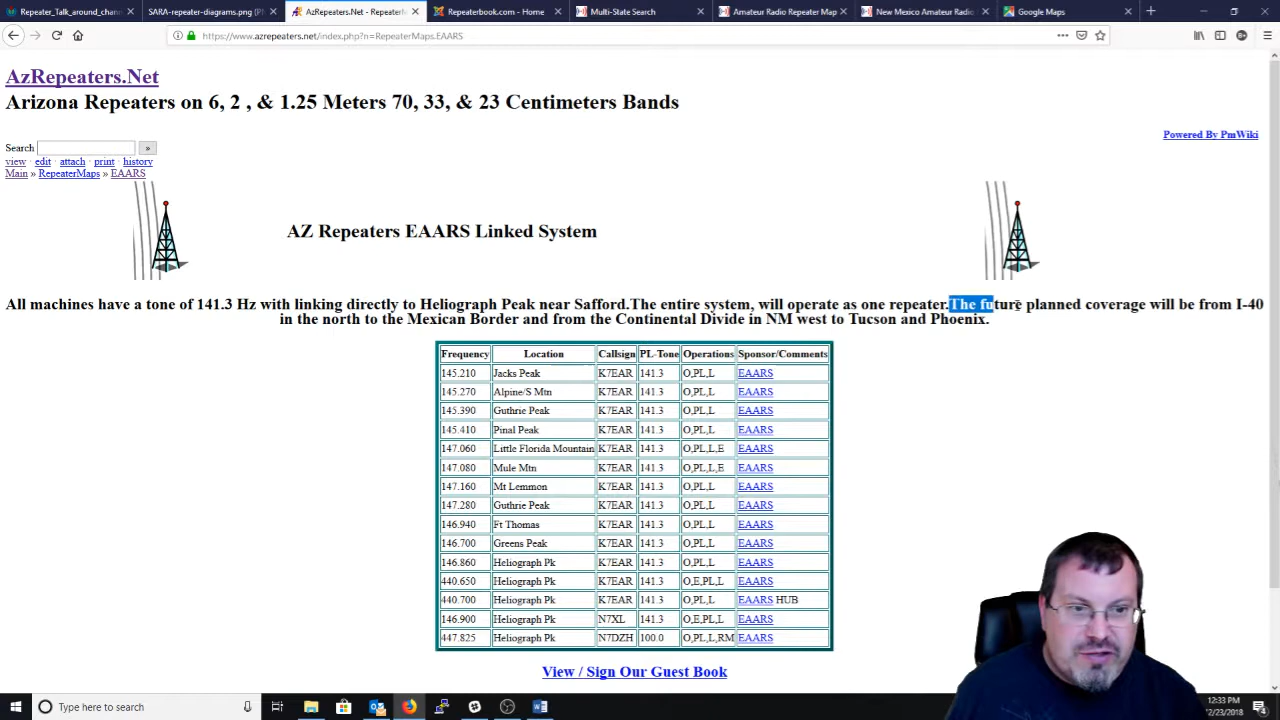 Repeater_Talk_around_chann
SARA-repeater-diagrams.png (PN
AzRepeaters.Net - Repeaterl
Repeaterbook.com - Home
Multi-State Search
Amateur Radio Repeater Map
New Mexico Amateur Radio
Google Maps
https://www.azrepeaters.net/index.php?n=RepeaterMaps.EAARS
AzRepeaters.Net
Arizona Repeaters on 6, 2 , & 1.25 Meters 70, 33, & 23 Centimeters Bands
Powered By PmWiki
Search »
view · edit · attach · print · history
Main » RepeaterMaps » EAARS
AZ Repeaters EAARS Linked System
All machines have a tone of 141.3 Hz with linking directly to Heliograph Peak near Safford.The entire system, will operate as one repeater.The future planned coverage will be from I-40
in the north to the Mexican Border and from the Continental Divide in NM west to Tucson and Phoenix.
Frequency Location Callsign PL-Tone Operations Sponsor/Comments
145.210 Jacks Peak K7EAR 141.3 O,PL,L EAARS
145.270 Alpine/S Mtn K7EAR 141.3 O,PL,L EAARS
145.390 Guthrie Peak K7EAR 141.3 O,PL,L EAARS
145.410 Pinal Peak K7EAR 141.3 O,PL,L EAARS
147.060 Little Florida Mountain K7EAR 141.3 O,PL,L,E EAARS
147.080 Mule Mtn K7EAR 141.3 O,PL,L,E EAARS
147.160 Mt Lemmon K7EAR 141.3 O,PL,L EAARS
147.280 Guthrie Peak K7EAR 141.3 O,PL,L EAARS
146.940 Ft Thomas K7EAR 141.3 O,PL,L EAARS
146.700 Greens Peak K7EAR 141.3 O,PL,L EAARS
146.860 Heliograph Pk K7EAR 141.3 O,PL,L EAARS
440.650 Heliograph Pk K7EAR 141.3 O,E,PL,L EAARS
440.700 Heliograph Pk K7EAR 141.3 O,PL,L EAARS HUB
146.900 Heliograph Pk N7XL 141.3 O,E,PL,L EAARS
447.825 Heliograph Pk N7DZH 100.0 O,PL,L,RM EAARS
View / Sign Our Guest Book
Type here to search
12:33 PM
12/23/2018
4